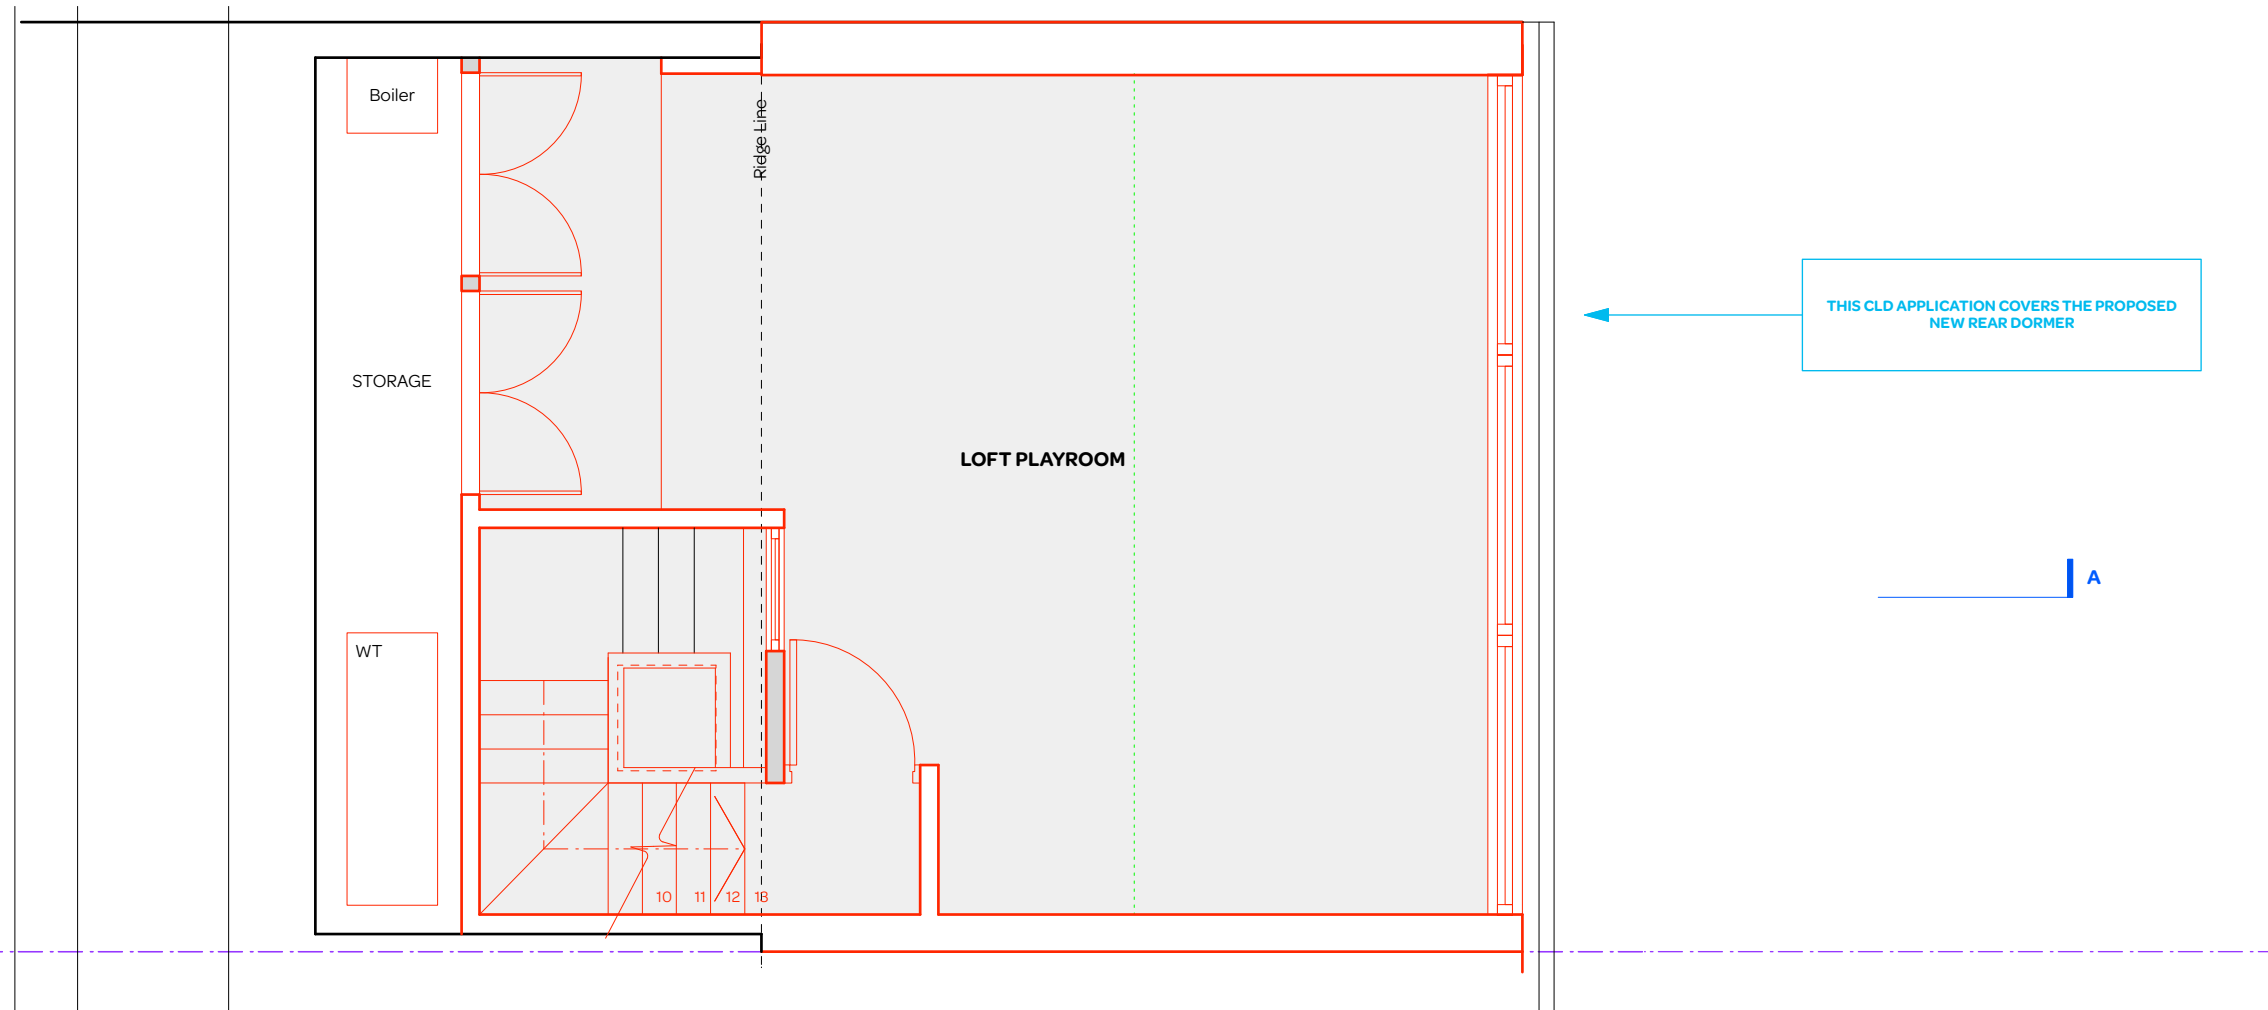 Boiler
Ridge Line
THIS CLD APPLICATION COVERS THE PROPOSED
NEW REAR DORMER
STORAGE
LOFT PLAYROOM
A
WT
10 11 12 13